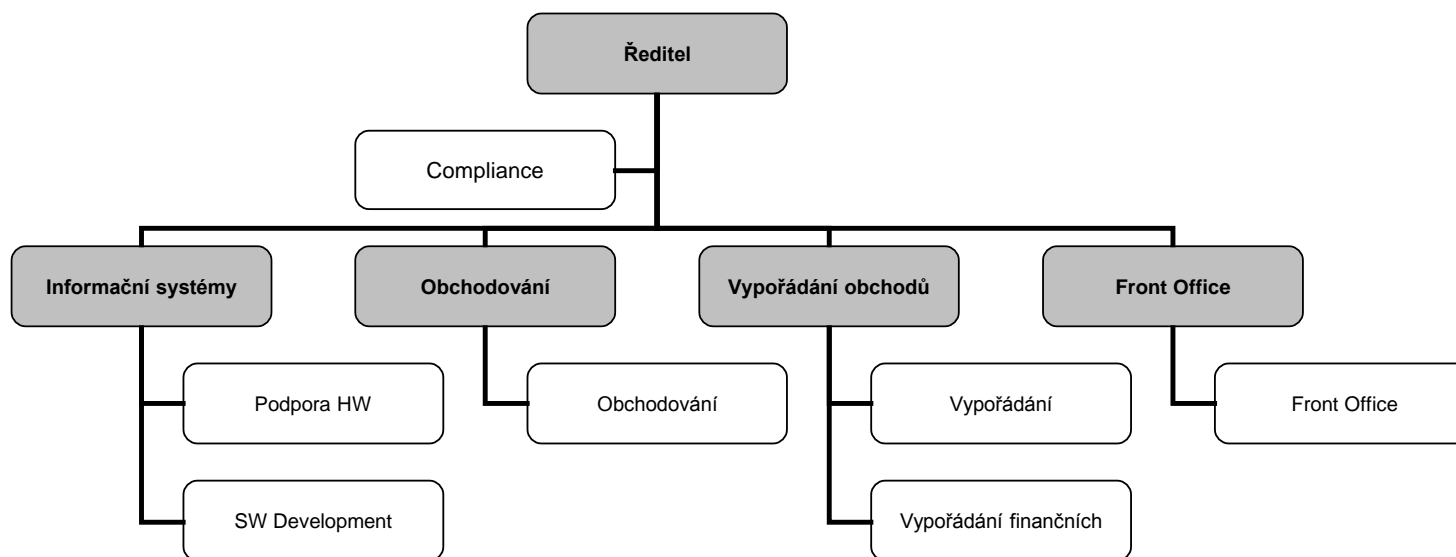 Ředitel
Compliance
Informační systémy
Obchodování
Vypořádání obchodů
Front Office
Podpora HW
Obchodování
Vypořádání
Front Office
SW Development
Vypořádání finančních